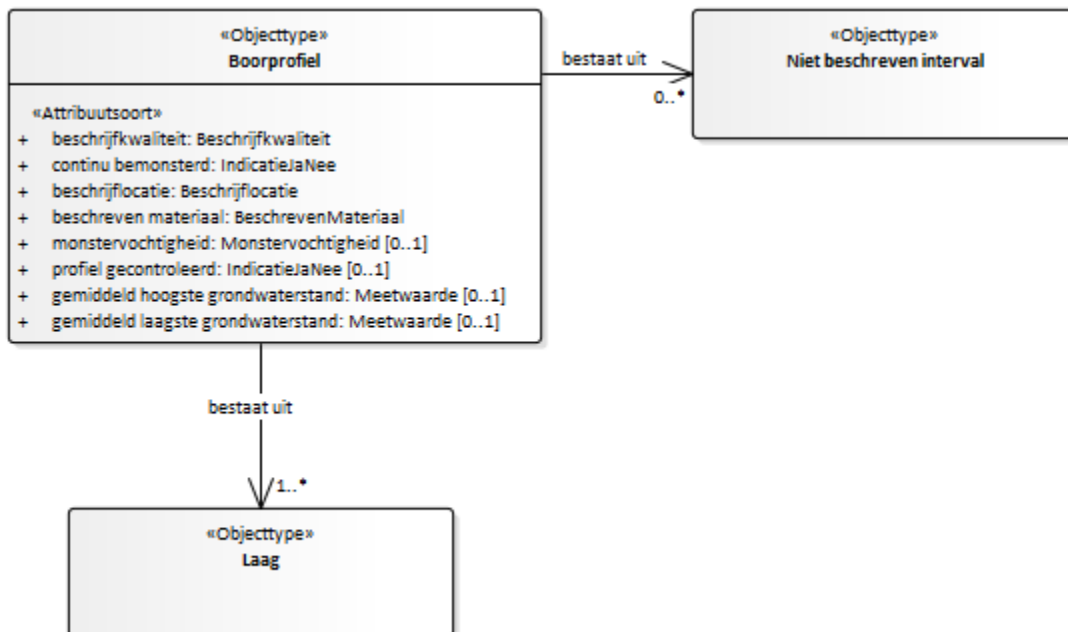 «Objecttype»
Boorprofiel
«Attribuutsoort»
+ beschrijfkwaliteit: Beschrijfkwaliteit
+ continu bemonsterd: IndicatieJaNee
+ beschrijflocatie: Beschrijflocatie
+ beschreven materiaal: BeschrevenMateriaal
+ monstervochtigheid: Monstervochtigheid [0..1]
+ profiel gecontroleerd: IndicatieJaNee [0..1]
+ gemiddeld hoogste grondwaterstand: Meetwaarde [0..1]
+ gemiddeld laagste grondwaterstand: Meetwaarde [0..1]
bestaat uit
0..*
«Objecttype»
Niet beschreven interval
bestaat uit
1..*
«Objecttype»
Laag